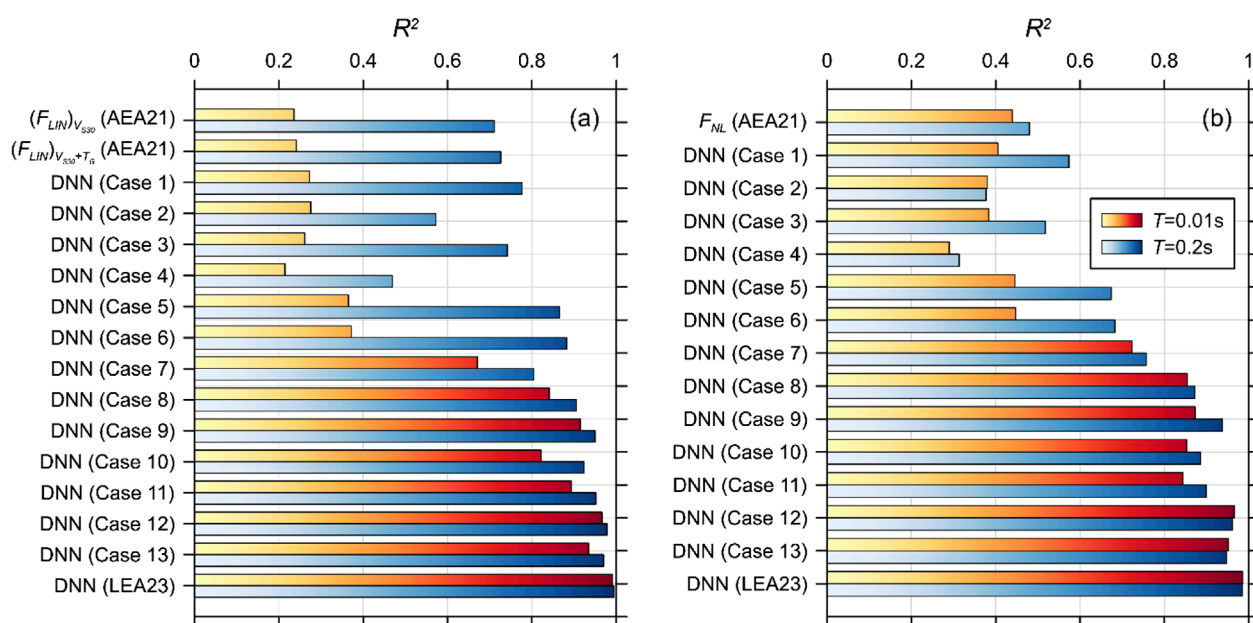 R²
0 0.2 0.4 0.6 0.8 1
(a)
(F_LIN)_V_S30 (AEA21)
(F_LIN)_V_S30+T_G (AEA21)
DNN (Case 1)
DNN (Case 2)
DNN (Case 3)
DNN (Case 4)
DNN (Case 5)
DNN (Case 6)
DNN (Case 7)
DNN (Case 8)
DNN (Case 9)
DNN (Case 10)
DNN (Case 11)
DNN (Case 12)
DNN (Case 13)
DNN (LEA23)
R²
0 0.2 0.4 0.6 0.8 1
(b)
F_NL (AEA21)
DNN (Case 1)
DNN (Case 2)
DNN (Case 3)
DNN (Case 4)
DNN (Case 5)
DNN (Case 6)
DNN (Case 7)
DNN (Case 8)
DNN (Case 9)
DNN (Case 10)
DNN (Case 11)
DNN (Case 12)
DNN (Case 13)
DNN (LEA23)
T=0.01s
T=0.2s